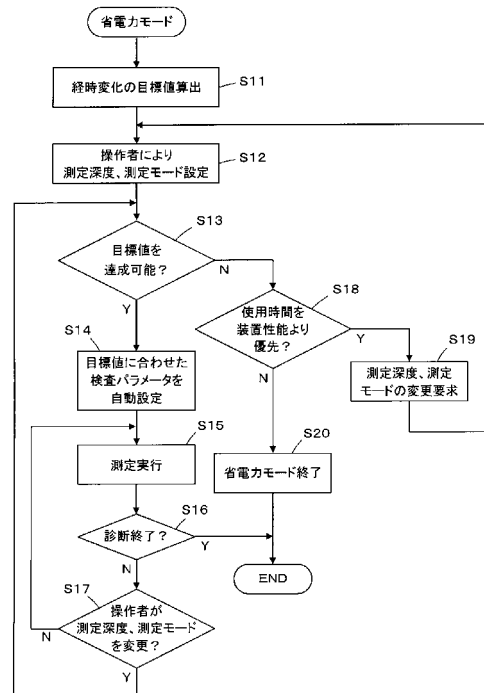 省電力モード
経時変化の目標値算出
S11
操作者により
測定深度、測定モード設定
S12
目標値を
達成可能?
S13
N
Y
使用時間を
装置性能より
優先?
S18
Y
N
目標値に合わせた
検査パラメータを
自動設定
S14
測定深度、測定
モードの変更要求
S19
測定実行
S15
省電力モード終了
S20
診断終了?
S16
Y
N
END
操作者が
測定深度、測定モード
を変更?
S17
N
Y